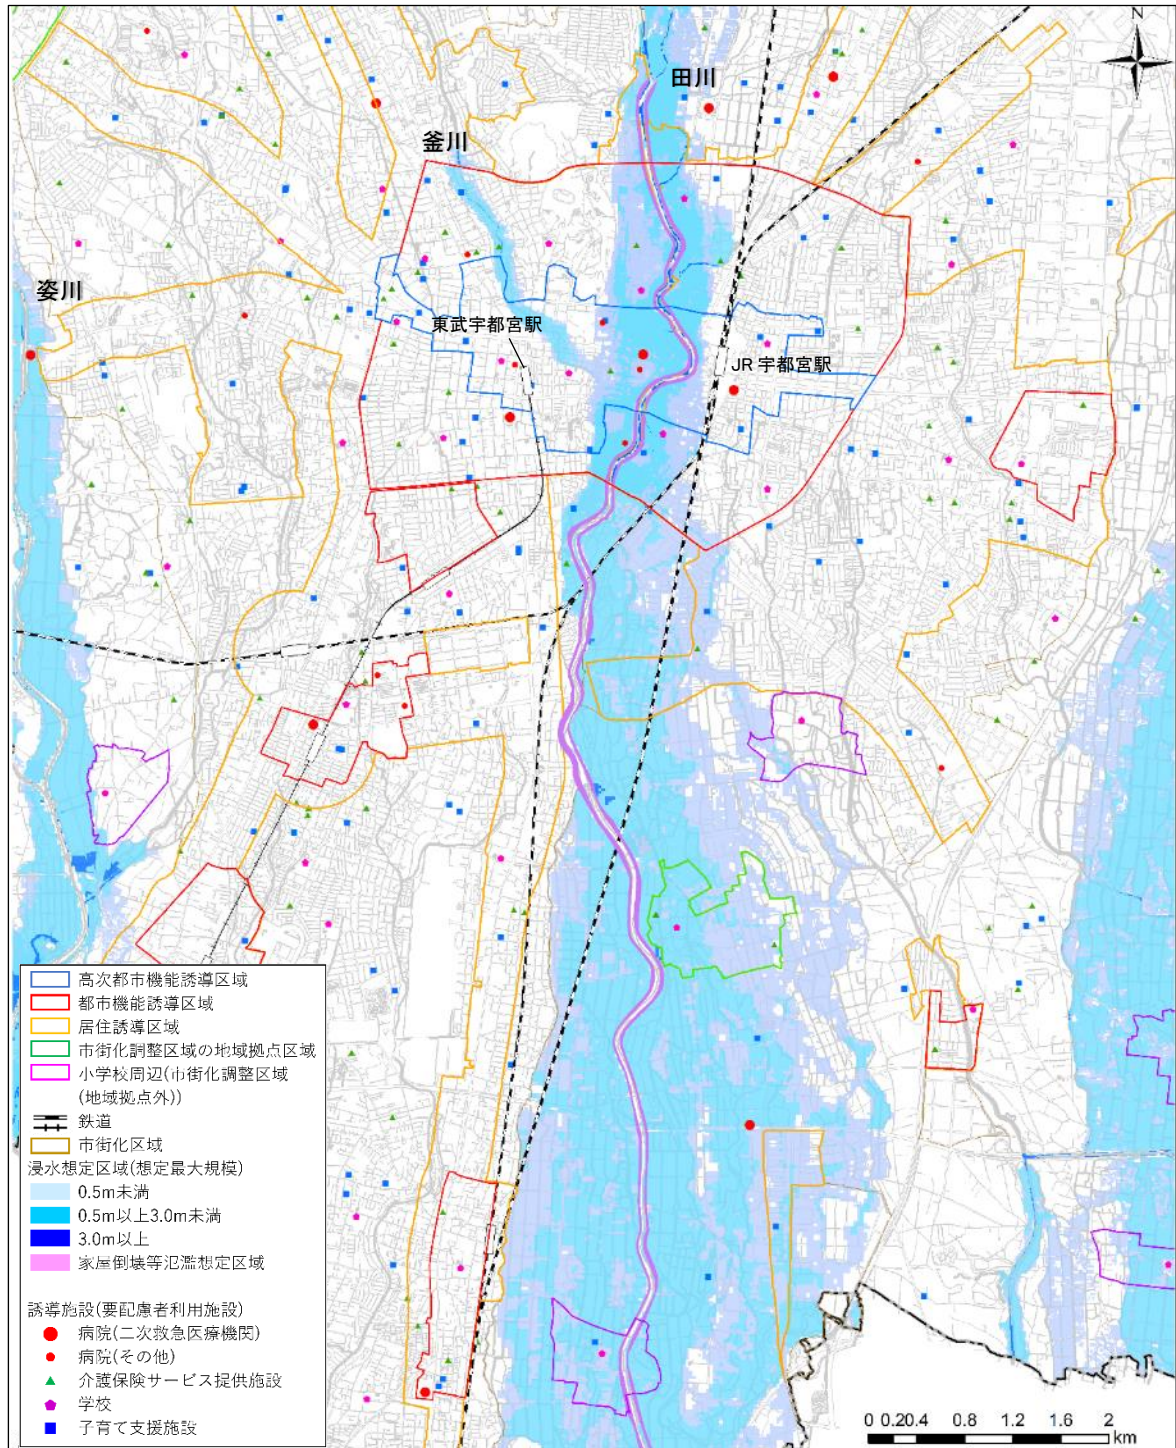 N
田川
釜川
姿川
東武宇都宮駅
JR 宇都宮駅
高次都市機能誘導区域
都市機能誘導区域
居住誘導区域
市街化調整区域の地域拠点区域
小学校周辺(市街化調整区域
(地域拠点外))
鉄道
市街化区域
浸水想定区域(想定最大規模)
0.5m未満
0.5m以上3.0m未満
3.0m以上
家屋倒壊等氾濫想定区域
誘導施設(要配慮者利用施設)
病院(二次救急医療機関)
病院(その他)
介護保険サービス提供施設
学校
子育て支援施設
0 0.20.4 0.8 1.2 1.6 2
km